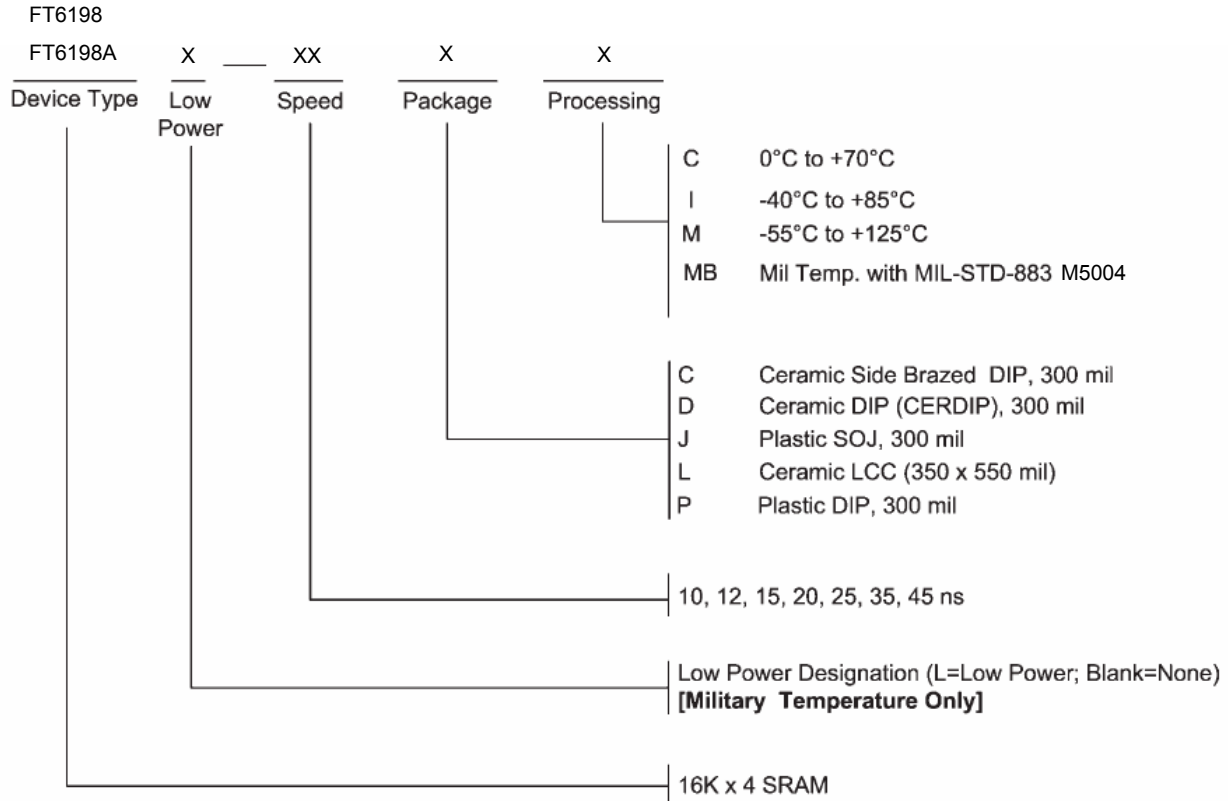 FT6198
FT6198A X ___ XX X X
Device Type Low Power Speed Package Processing
C 0°C to +70°C
I -40°C to +85°C
M -55°C to +125°C
MB Mil Temp. with MIL-STD-883 M5004
C Ceramic Side Brazed DIP, 300 mil
D Ceramic DIP (CERDIP), 300 mil
J Plastic SOJ, 300 mil
L Ceramic LCC (350 x 550 mil)
P Plastic DIP, 300 mil
10, 12, 15, 20, 25, 35, 45 ns
Low Power Designation (L=Low Power; Blank=None)
[Military Temperature Only]
16K x 4 SRAM